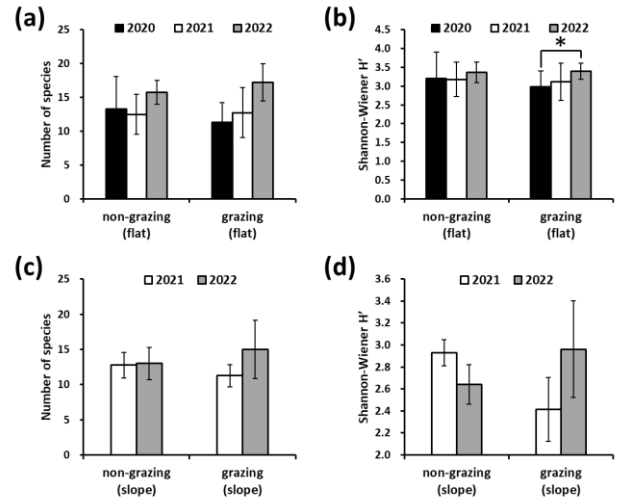 (a)
2020 2021 2022
Number of species
25
20
15
10
5
0
non-grazing grazing
(flat) (flat)
(b)
2020 2021 2022
*
Shannon-Wiener H'
5.0
4.5
4.0
3.5
3.0
2.5
2.0
1.5
1.0
non-grazing grazing
(flat) (flat)
(c)
2021 2022
Number of species
25
20
15
10
5
0
non-grazing grazing
(slope) (slope)
(d)
2021 2022
Shannon-Wiener H'
3.6
3.4
3.2
3.0
2.8
2.6
2.4
2.2
2.0
non-grazing grazing
(slope) (slope)